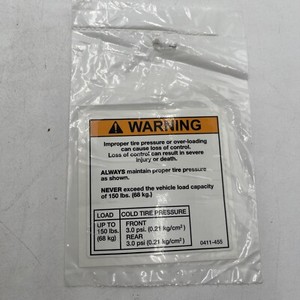 WARNING
Improper tire pressure or over-loading
can cause loss of control.
Loss of control can result in severe
injury or death.
ALWAYS maintain proper tire pressure
as shown.
NEVER exceed the vehicle load capacity
of 150 lbs. (68 kg.)
LOAD COLD TIRE PRESSURE
UP TO
150 lbs.
(68 kg)
FRONT
3.0 psi. (0.21 kg/cm²)
REAR
3.0 psi (0.21 kg/cm²)
0411-455